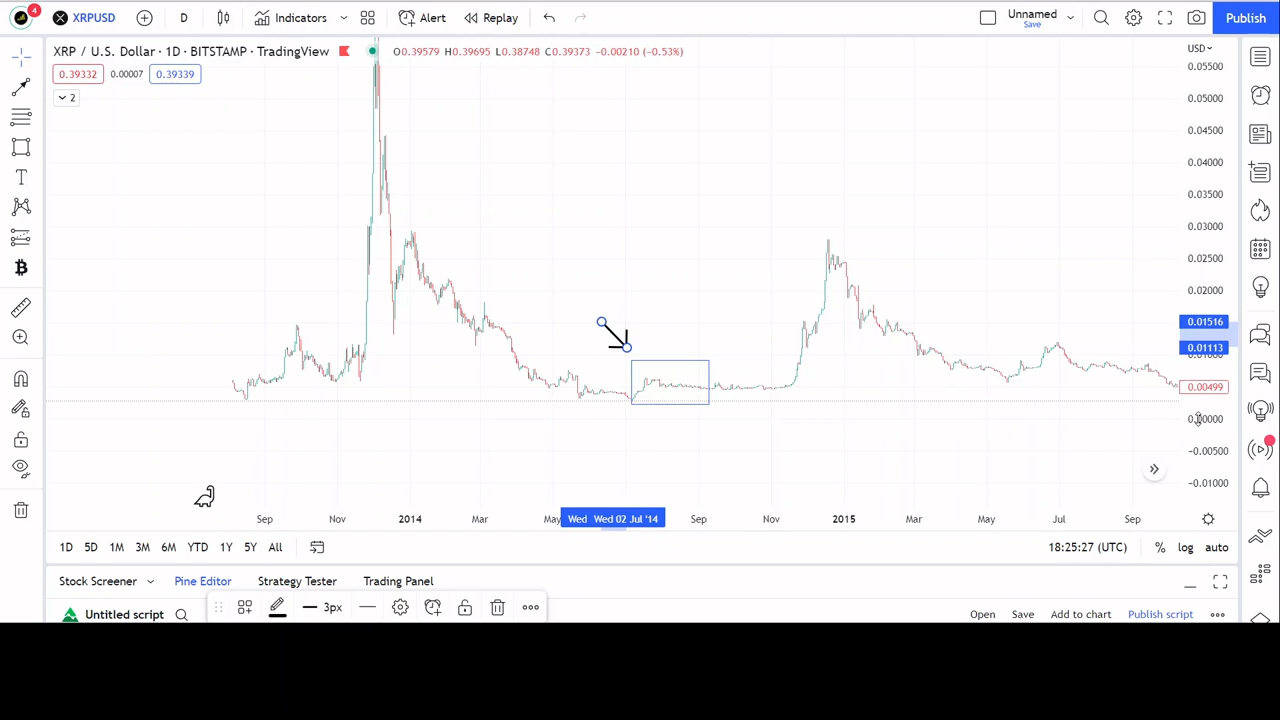 4 XRPUSD D Indicators Alert Replay Unnamed Save Publish
XRP / U.S. Dollar · 1D · BITSTAMP · TradingView O0.39579 H0.39695 L0.38748 C0.39373 −0.00210 (−0.53%) USD
0.39332 0.00007 0.39339
2
0.05500
0.05000
0.04500
0.04000
0.03500
0.03000
0.02500
0.02000
0.01516
0.01113
0.00499
0.00000
−0.00500
−0.01000
Sep Nov 2014 Mar May Wed Wed 02 Jul '14 Sep Nov 2015 Mar May Jul Sep
1D 5D 1M 3M 6M YTD 1Y 5Y All 18:25:27 (UTC) % log auto
Stock Screener Pine Editor Strategy Tester Trading Panel
Untitled script 3px Open Save Add to chart Publish script